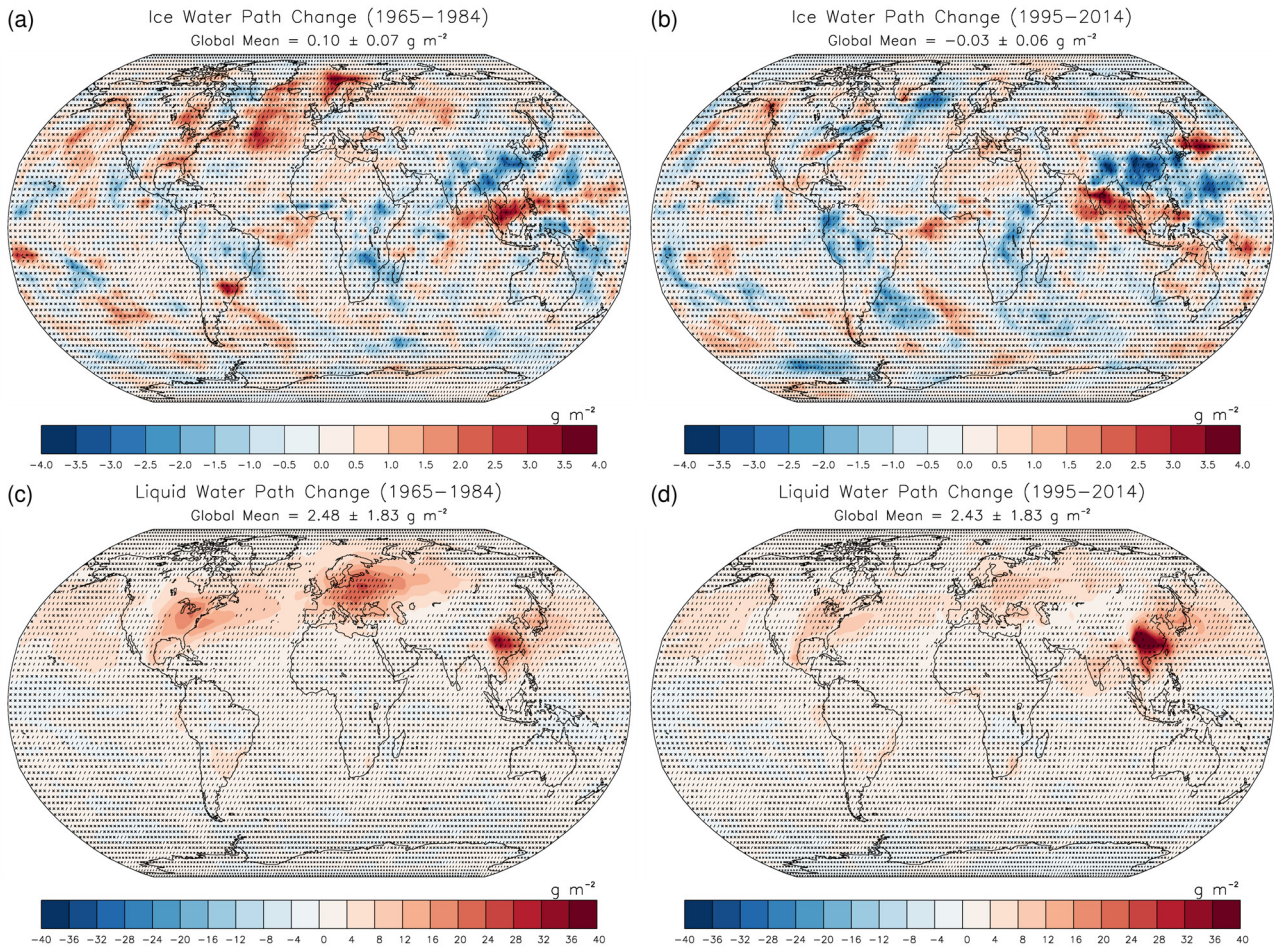 (a)
Ice Water Path Change (1965−1984)
Global Mean = 0.10 ± 0.07 g m⁻²
g m⁻²
−4.0 −3.5 −3.0 −2.5 −2.0 −1.5 −1.0 −0.5 0.0 0.5 1.0 1.5 2.0 2.5 3.0 3.5 4.0
(b)
Ice Water Path Change (1995−2014)
Global Mean = −0.03 ± 0.06 g m⁻²
g m⁻²
−4.0 −3.5 −3.0 −2.5 −2.0 −1.5 −1.0 −0.5 0.0 0.5 1.0 1.5 2.0 2.5 3.0 3.5 4.0
(c)
Liquid Water Path Change (1965−1984)
Global Mean = 2.48 ± 1.83 g m⁻²
g m⁻²
−40 −36 −32 −28 −24 −20 −16 −12 −8 −4 0 4 8 12 16 20 24 28 32 36 40
(d)
Liquid Water Path Change (1995−2014)
Global Mean = 2.43 ± 1.83 g m⁻²
g m⁻²
−40 −36 −32 −28 −24 −20 −16 −12 −8 −4 0 4 8 12 16 20 24 28 32 36 40